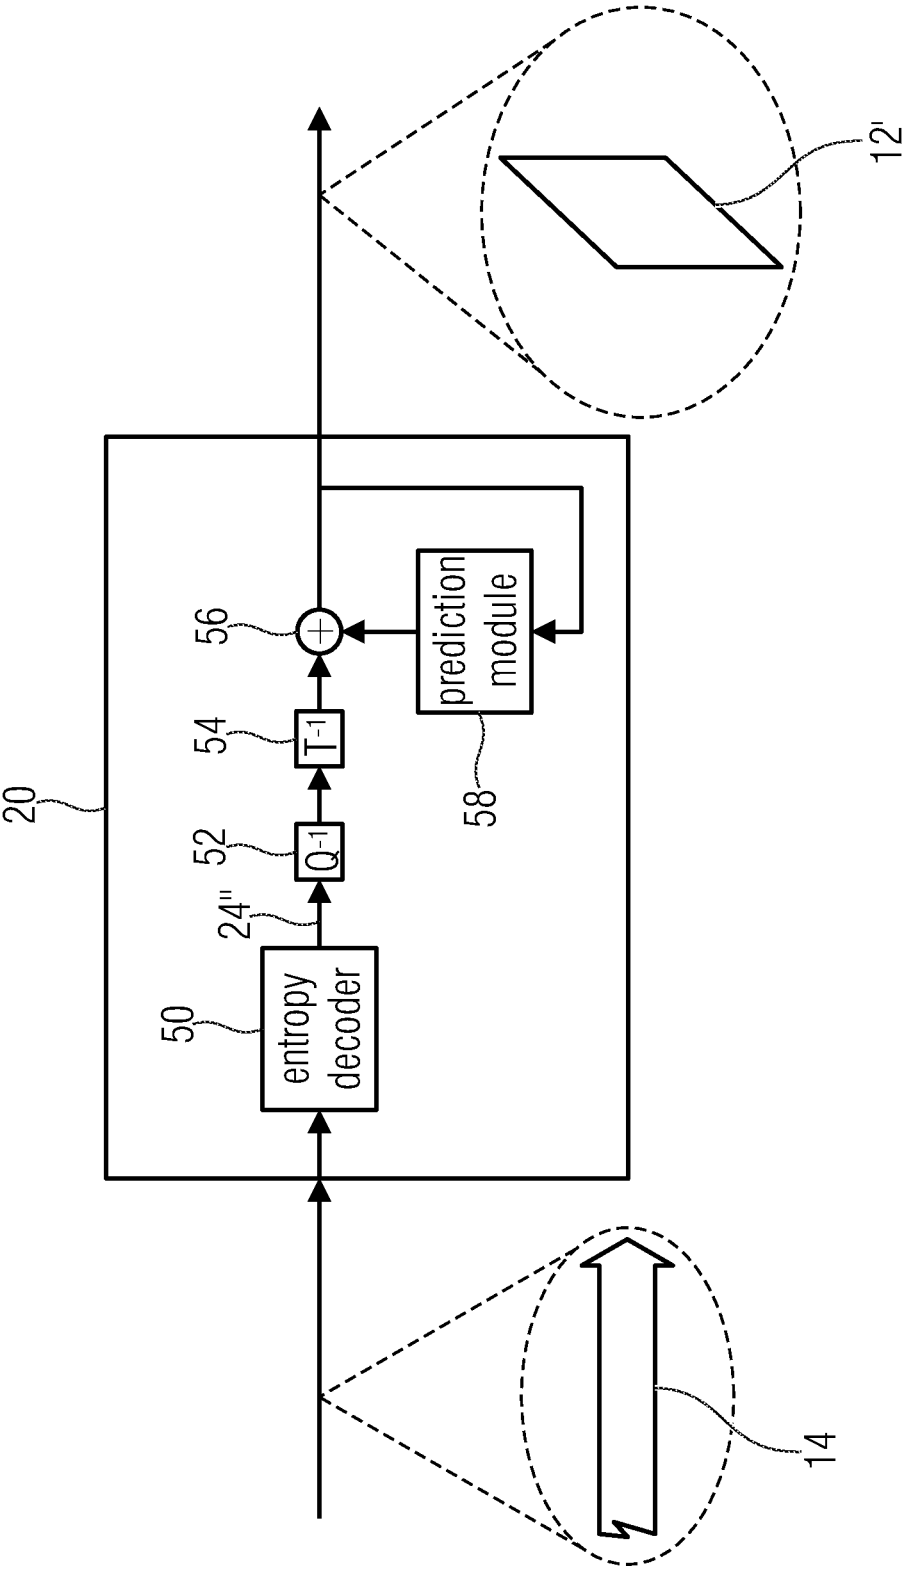 20
50
24"
52
54
56
entropy
decoder
Q-1
T-1
+
prediction
module
58
14
12'